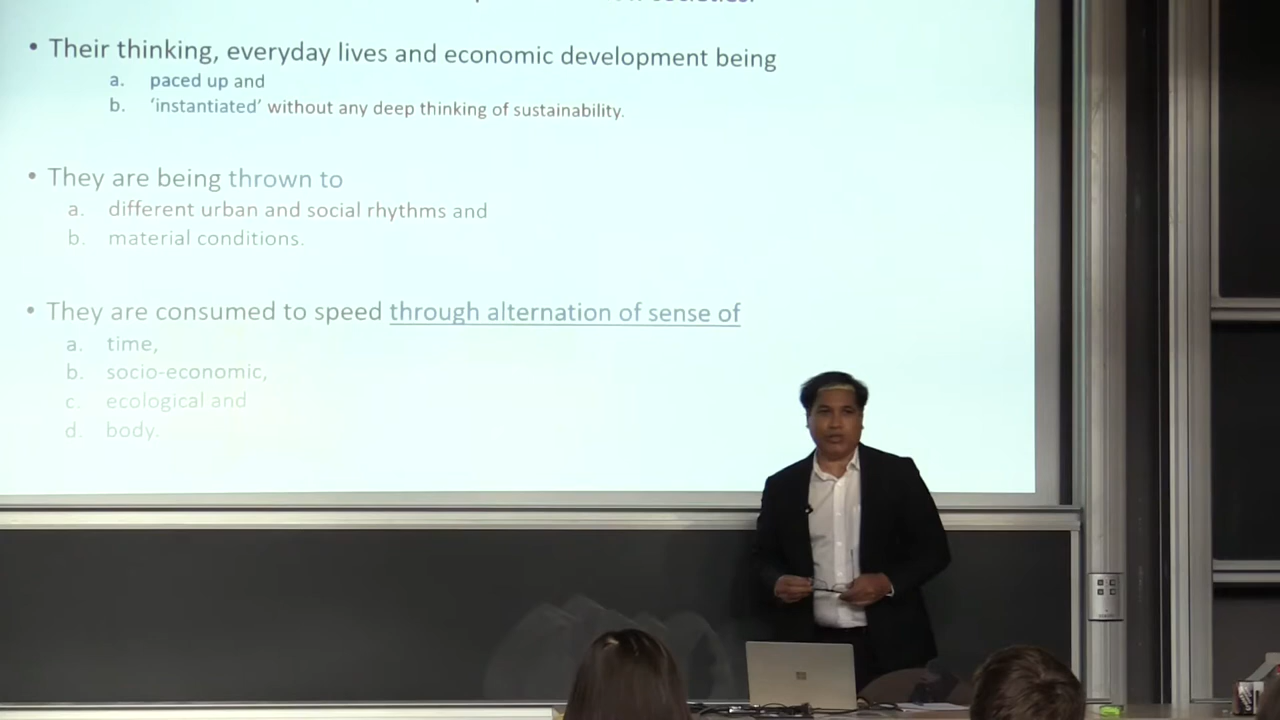 societies.
• Their thinking, everyday lives and economic development being
a. paced up and
b. ‘instantiated’ without any deep thinking of sustainability.
• They are being thrown to
a. different urban and social rhythms and
b. material conditions.
• They are consumed to speed through alternation of sense of
a. time,
b. socio-economic,
c. ecological and
d. body.